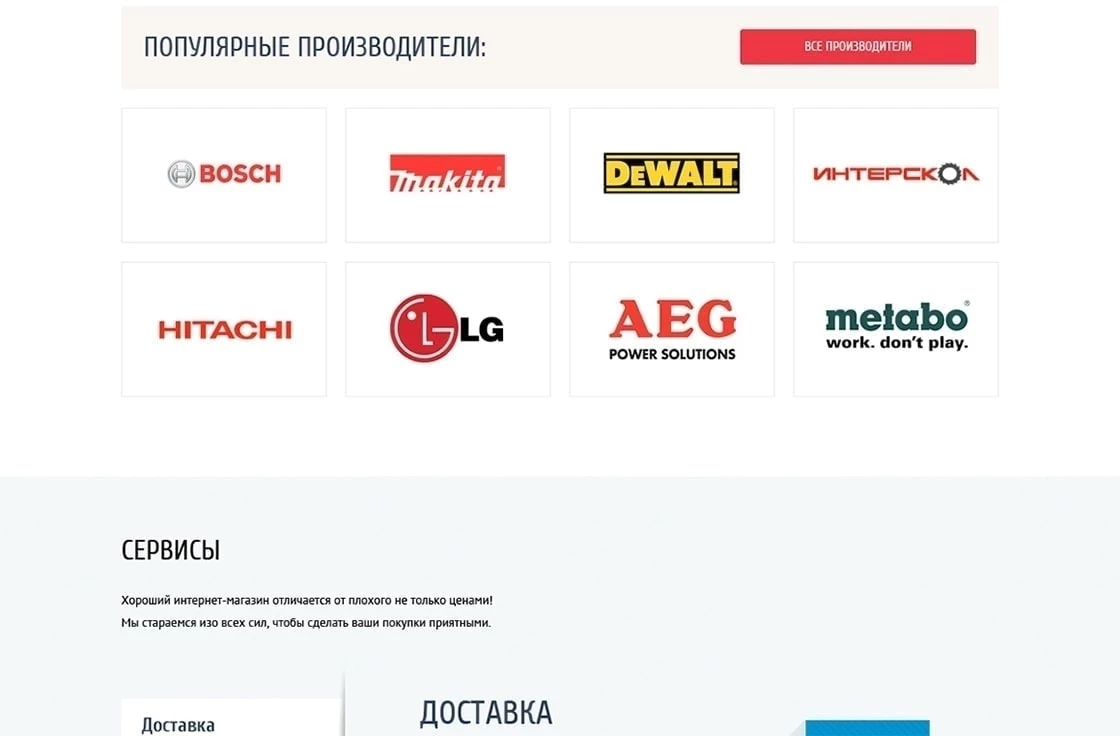 ПОПУЛЯРНЫЕ ПРОИЗВОДИТЕЛИ:
ВСЕ ПРОИЗВОДИТЕЛИ
BOSCH
makita
DEWALT
ИНТЕРСКОЛ
HITACHI
LG
AEG
POWER SOLUTIONS
metabo®
work. don't play.
СЕРВИСЫ
Хороший интернет-магазин отличается от плохого не только ценами!
Мы стараемся изо всех сил, чтобы сделать ваши покупки приятными.
Доставка
ДОСТАВКА